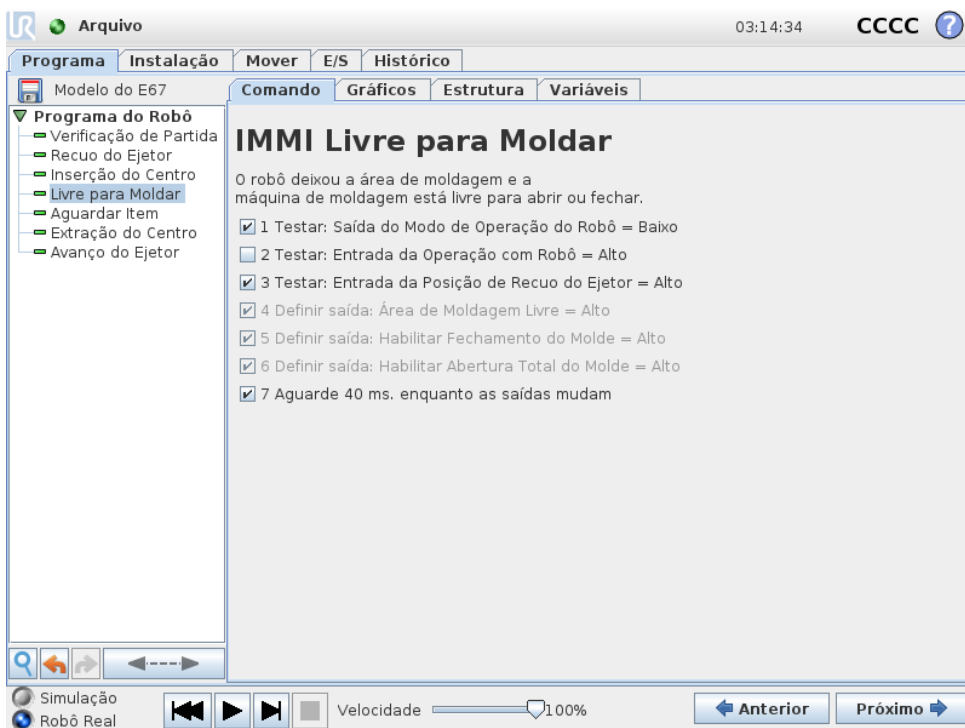 UR Arquivo 03:14:34 CCCC ?
Programa Instalação Mover E/S Histórico
Modelo do E67
Comando Gráficos Estrutura Variáveis
Programa do Robô
Verificação de Partida
Recuo do Ejetor
Inserção do Centro
Livre para Moldar
Aguardar Item
Extração do Centro
Avanço do Ejetor
IMMI Livre para Moldar
O robô deixou a área de moldagem e a
máquina de moldagem está livre para abrir ou fechar.
1 Testar: Saída do Modo de Operação do Robô = Baixo
2 Testar: Entrada da Operação com Robô = Alto
3 Testar: Entrada da Posição de Recuo do Ejetor = Alto
4 Definir saída: Área de Moldagem Livre = Alto
5 Definir saída: Habilitar Fechamento do Molde = Alto
6 Definir saída: Habilitar Abertura Total do Molde = Alto
7 Aguarde 40 ms. enquanto as saídas mudam
Simulação
Robô Real
Velocidade 100%
Anterior Próximo